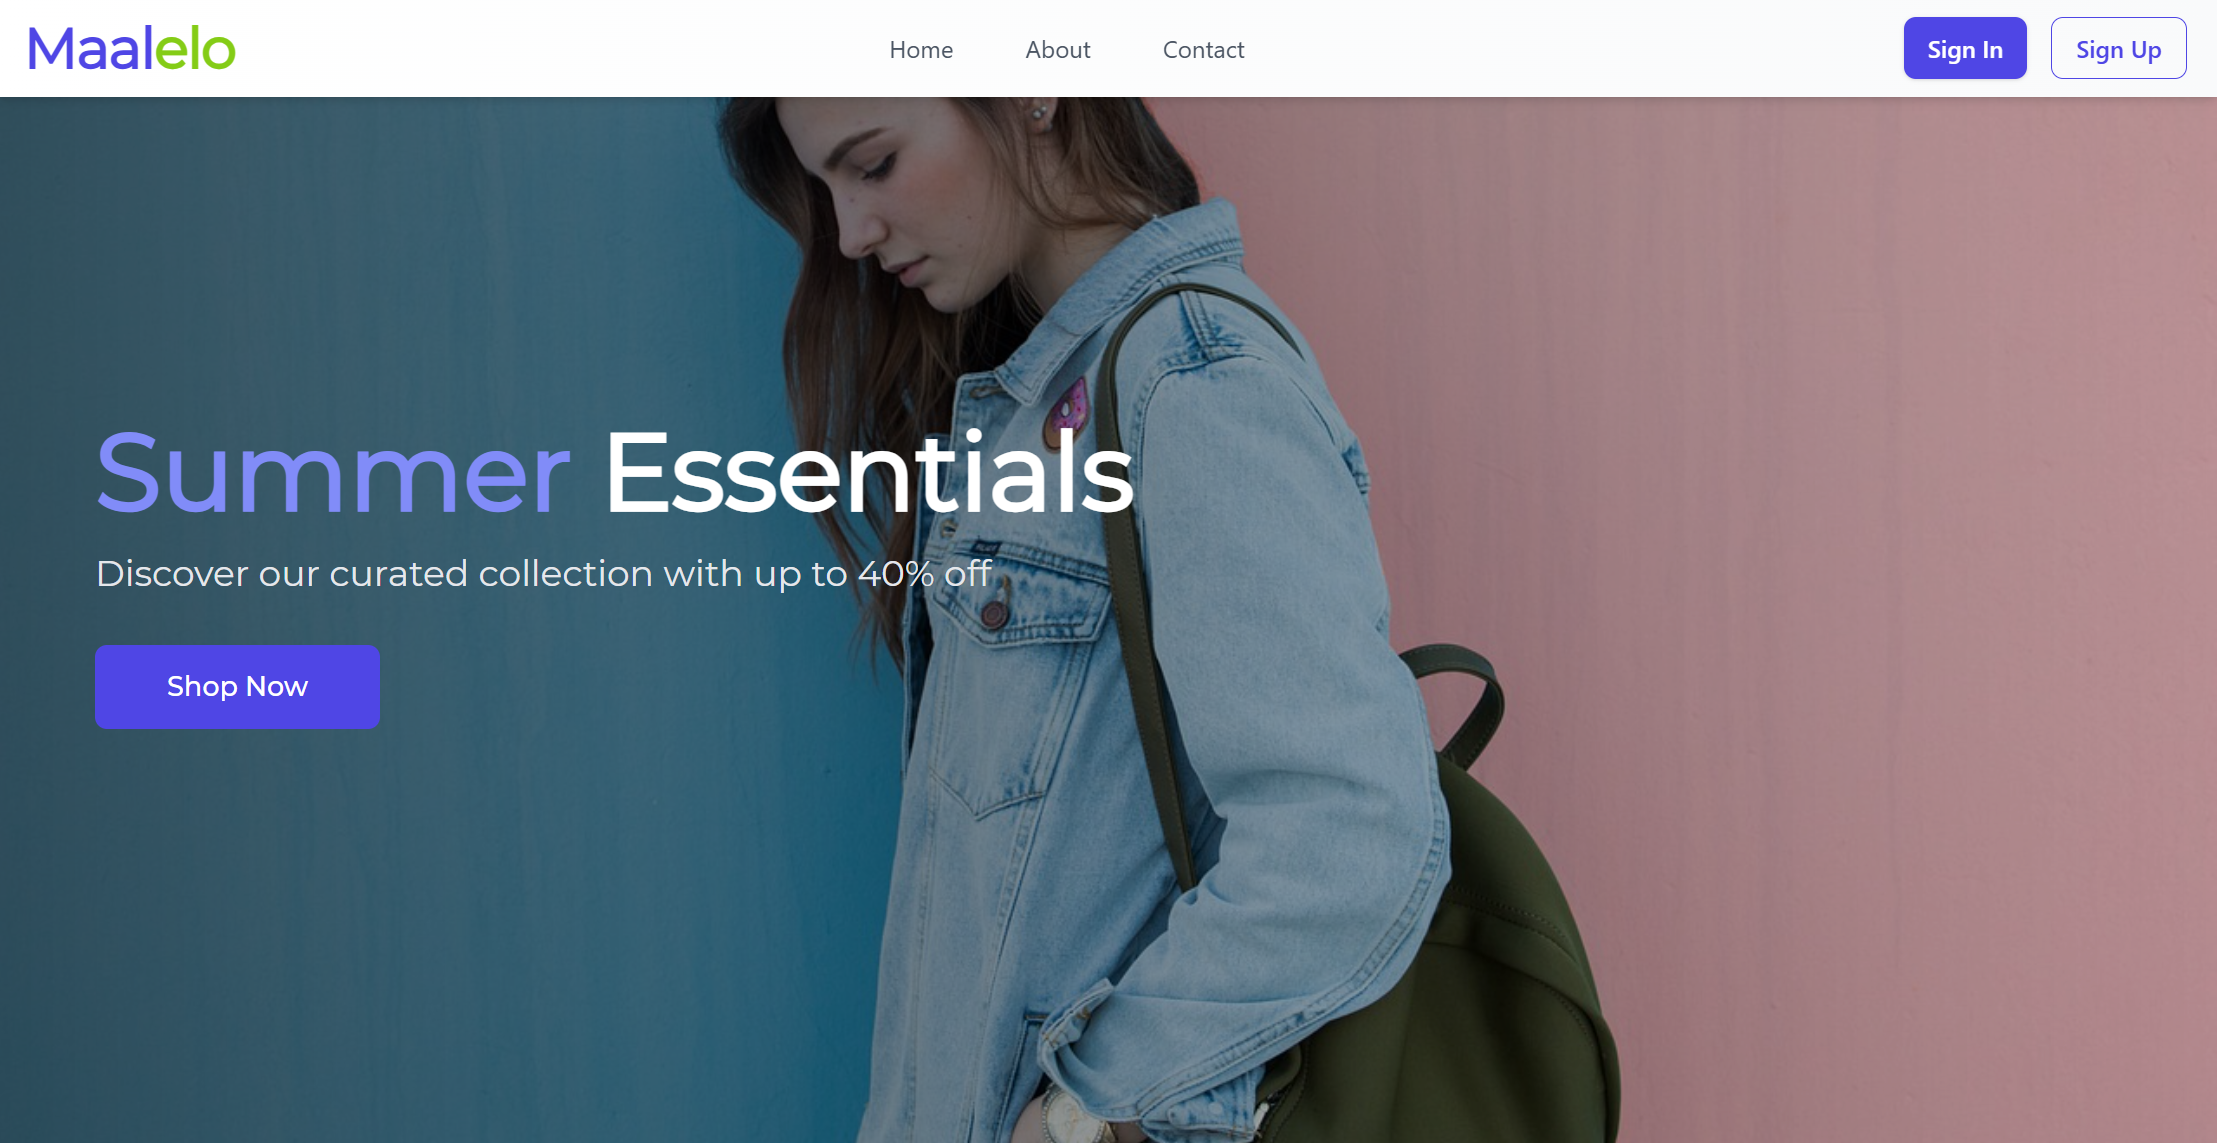 Maalelo
Home About Contact
Sign In Sign Up
Summer Essentials
Discover our curated collection with up to 40% off
Shop Now